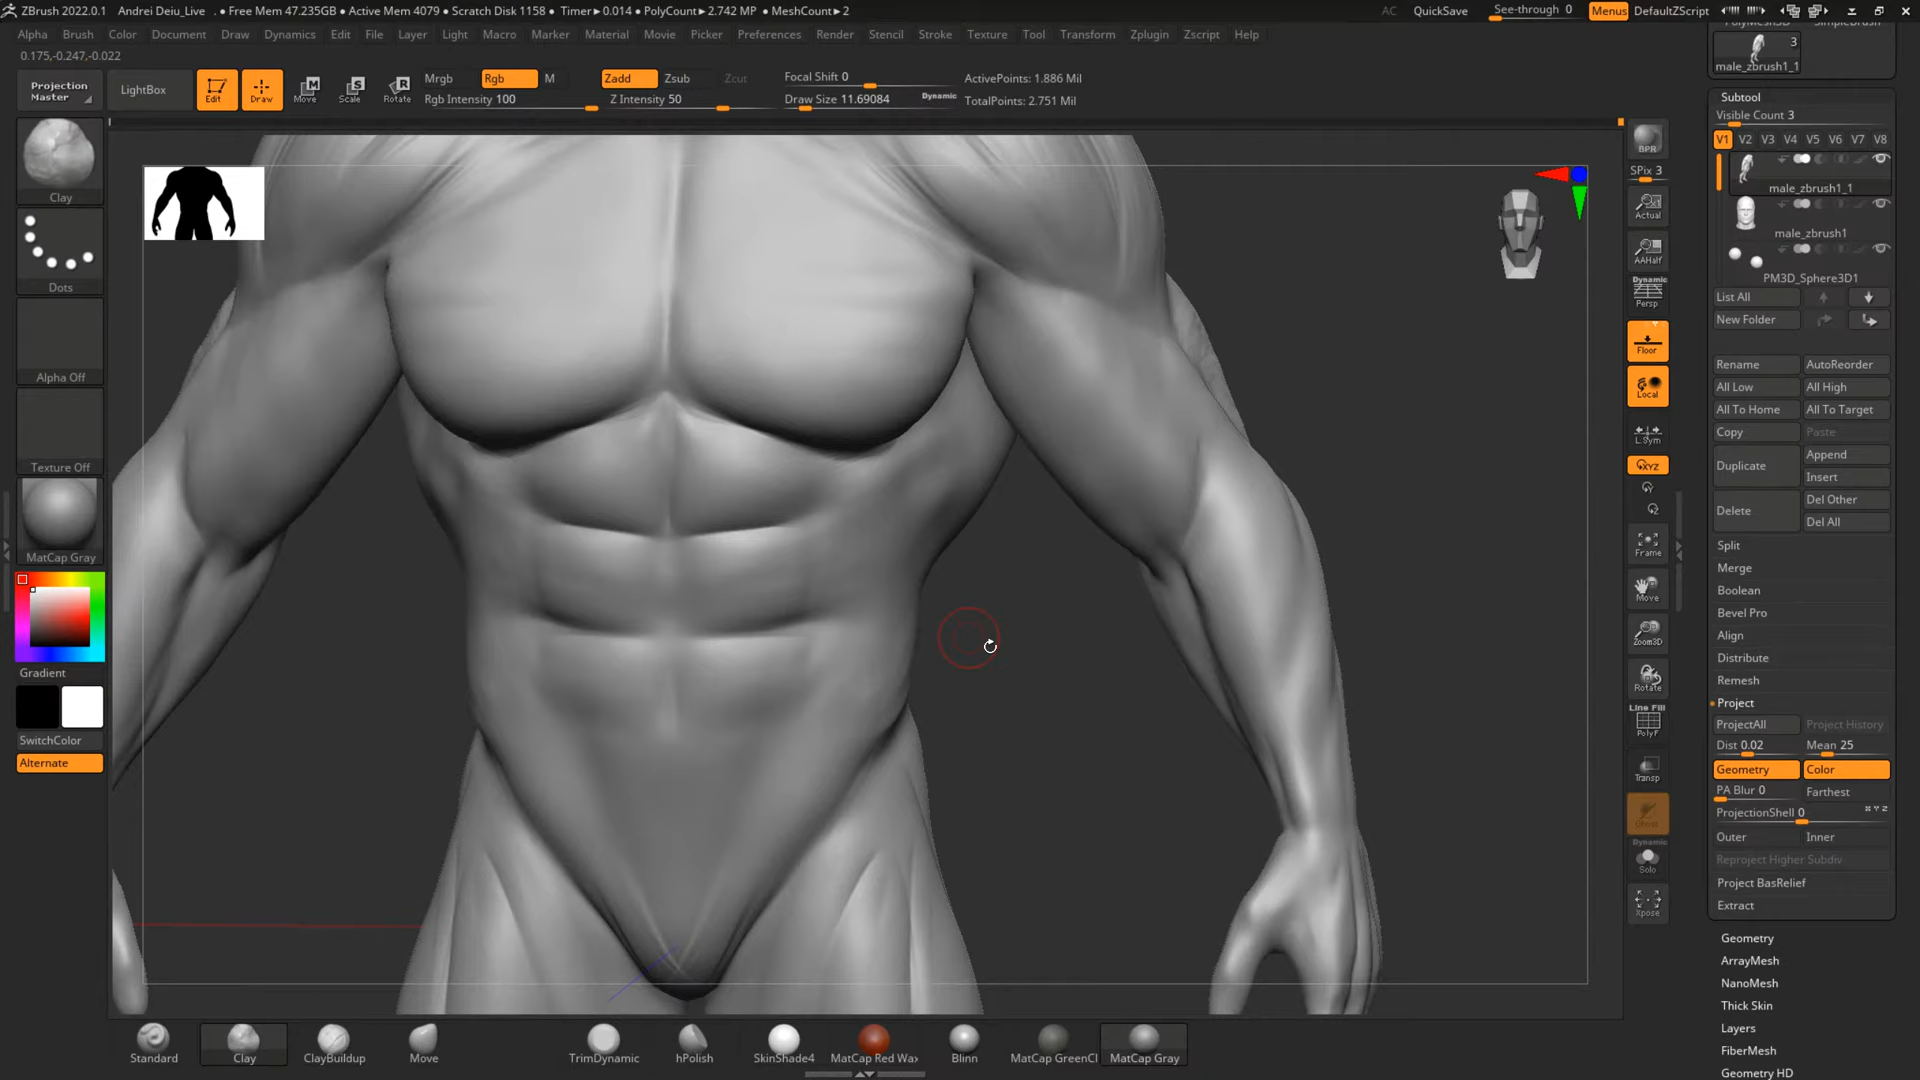 ZBrush 2022.0.1 Andrei Deiu_Live • Free Mem 47.235GB • Active Mem 4079 • Scratch Disk 1158 • Timer▸0.014 • PolyCount▸2.742 MP • MeshCount▸2 AC QuickSave See-through 0 Menus DefaultZScript
Alpha Brush Color Document Draw Dynamics Edit File Layer Light Macro Marker Material Movie Picker Preferences Render Stencil Stroke Texture Tool Transform Zplugin Zscript Help
0.175,-0.247,-0.022
Projection
Master
LightBox
Edit
Draw
Move
Scale
Rotate
Mrgb
Rgb
M
Rgb Intensity 100
Zadd
Zsub
Zcut
Z Intensity 50
Focal Shift 0
Draw Size 11.69084
Dynamic
ActivePoints: 1.886 Mil
TotalPoints: 2.751 Mil
Clay
Dots
Alpha Off
Texture Off
MatCap Gray
Gradient
SwitchColor
Alternate
BPR
SPix 3
Actual
AAHalf
Dynamic
Persp
Floor
Local
L.Sym
XYZ
Y
Z
Frame
Move
Zoom3D
Rotate
Line Fill
PolyF
Transp
Ghost
Dynamic
Solo
Xpose
PolyMesh3D SimpleBrush
3
male_zbrush1_1
Subtool
Visible Count 3
V1 V2 V3 V4 V5 V6 V7 V8
male_zbrush1_1
male_zbrush1
PM3D_Sphere3D1
List All
New Folder
Rename AutoReorder
All Low All High
All To Home All To Target
Copy Paste
Duplicate Append
Insert
Delete Del Other
Del All
Split
Merge
Boolean
Bevel Pro
Align
Distribute
Remesh
Project
ProjectAll Project History
Dist 0.02 Mean 25
Geometry Color
PA Blur 0 Farthest
ProjectionShell 0 X Y Z
Outer Inner
Reproject Higher Subdiv
Project BasRelief
Extract
Geometry
ArrayMesh
NanoMesh
Thick Skin
Layers
FiberMesh
Geometry HD
Standard Clay ClayBuildup Move TrimDynamic hPolish SkinShade4 MatCap Red Wax Blinn MatCap GreenCl MatCap Gray